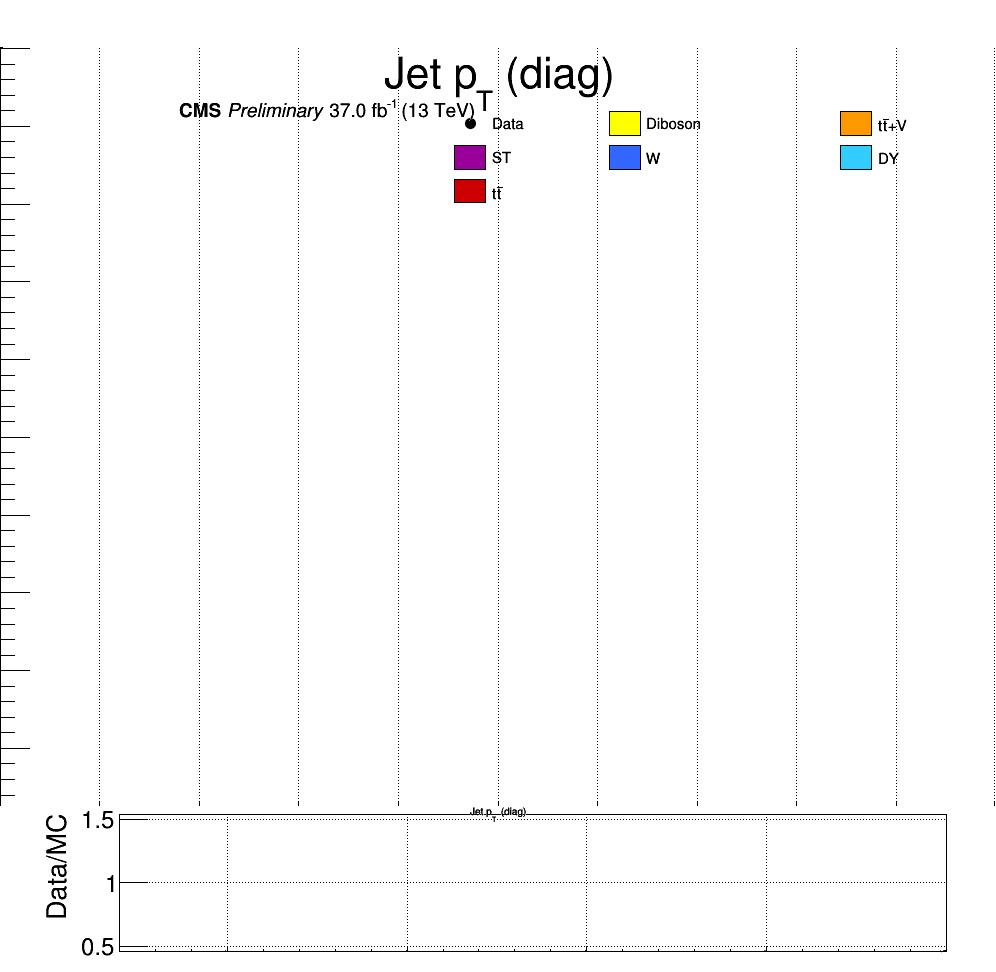 Jet p_T (diag)
CMS Preliminary 37.0 fb^-1 (13 TeV)
Data
Diboson
tt̄+V
ST
W
DY
tt̄
Jet p_T (diag)
Data/MC
1.5
1
0.5